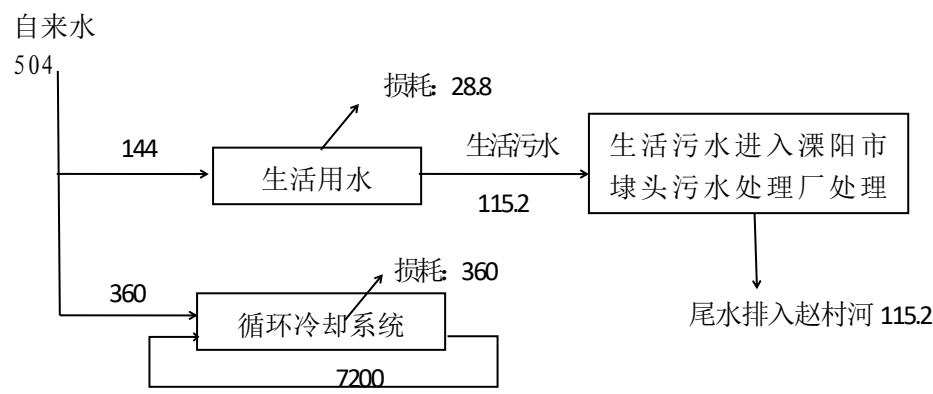 自来水
504
损耗：28.8
144
生活用水
生活污水
115.2
生活污水进入溧阳市
埭头污水处理厂处理
损耗：360
360
循环冷却系统
7200
尾水排入赵村河 115.2